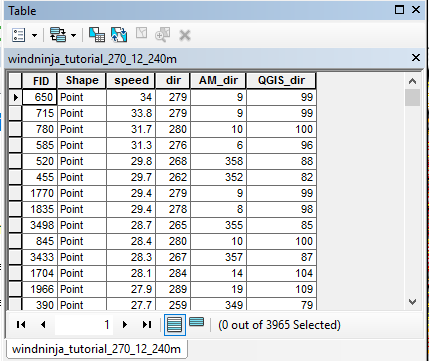 Table
windninja_tutorial_270_12_240m
FID Shape speed dir AM_dir QGIS_dir
650 Point 34 279 9 99
715 Point 33.8 279 9 99
780 Point 31.7 280 10 100
585 Point 31.3 276 6 96
520 Point 29.8 268 358 88
455 Point 29.7 262 352 82
1770 Point 29.4 279 9 99
1835 Point 29.4 278 8 98
3498 Point 28.7 265 355 85
845 Point 28.4 280 10 100
3433 Point 28.3 267 357 87
1704 Point 28.1 284 14 104
1966 Point 27.9 289 19 109
390 Point 27.7 259 349 79
1 (0 out of 3965 Selected)
windninja_tutorial_270_12_240m